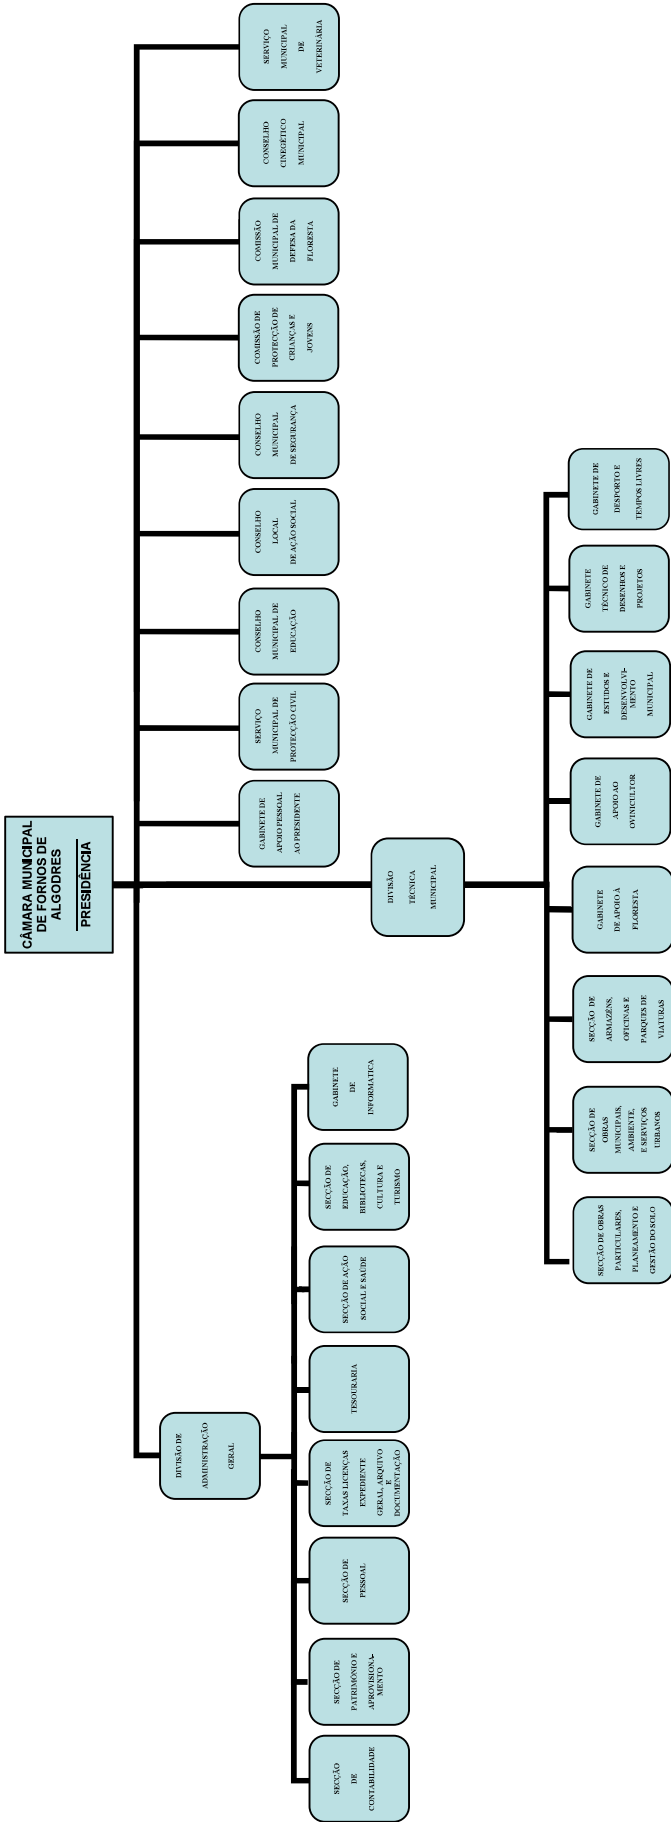 CÂMARA MUNICIPAL
DE FORNOS DE
ALGODRES
PRESIDÊNCIA
DIVISÃO DE
ADMINISTRAÇÃO
GERAL
GABINETE DE
APOIO PESSOAL
AO PRESIDENTE
SERVIÇO
MUNICIPAL DE
PROTECÇÃO CIVIL
CONSELHO
MUNICIPAL DE
EDUCAÇÃO
CONSELHO
LOCAL
DE AÇÃO SOCIAL
CONSELHO
MUNICIPAL
DE SEGURANÇA
COMISSÃO DE
PROTECÇÃO DE
CRIANÇAS E
JOVENS
COMISSÃO
MUNICIPAL DE
DEFESA DA
FLORESTA
CONSELHO
CINEGÉTICO
MUNICIPAL
SERVIÇO
MUNICIPAL
DE
VETERINÁRIA
SECÇÃO
DE
CONTABILIDADE
SECÇÃO DE
PATRIMÓNIO E
APROVISIONA-
MENTO
SECÇÃO DE
PESSOAL
SECÇÃO DE
TAXAS LICENÇAS
EXPEDIENTE
GERAL, ARQUIVO
E
DOCUMENTAÇÃO
TESOURARIA
SECÇÃO DE AÇÃO
SOCIAL E SAÚDE
SECÇÃO DE
EDUCAÇÃO,
BIBLIOTECAS,
CULTURA E
TURISMO
GABINETE
DE
INFORMÁTICA
DIVISÃO
TÉCNICA
MUNICIPAL
SECÇÃO DE OBRAS
PARTICULARES,
PLANEAMENTO E
GESTÃO DO SOLO
SECÇÃO DE
OBRAS
MUNICIPAIS,
AMBIENTE,
E SERVIÇOS
URBANOS
SECÇÃO DE
ARMAZÉNS,
OFICINAS E
PARQUES DE
VIATURAS
GABINETE
DE APOIO À
FLORESTA
GABINETE DE
APOIO AO
OVINICULTOR
GABINETE DE
ESTUDOS E
DESENVOLVI-
MENTO
MUNICIPAL
GABINETE
TÉCNICO DE
DESENHOS E
PROJETOS
GABINETE DE
DESPORTO E
TEMPOS LIVRES